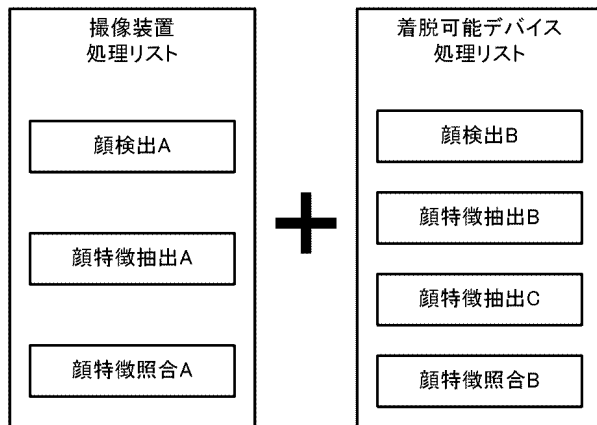 撮像装置
処理リスト
顔検出A
顔特徴抽出A
顔特徴照合A
着脱可能デバイス
処理リスト
顔検出B
顔特徴抽出B
顔特徴抽出C
顔特徴照合B